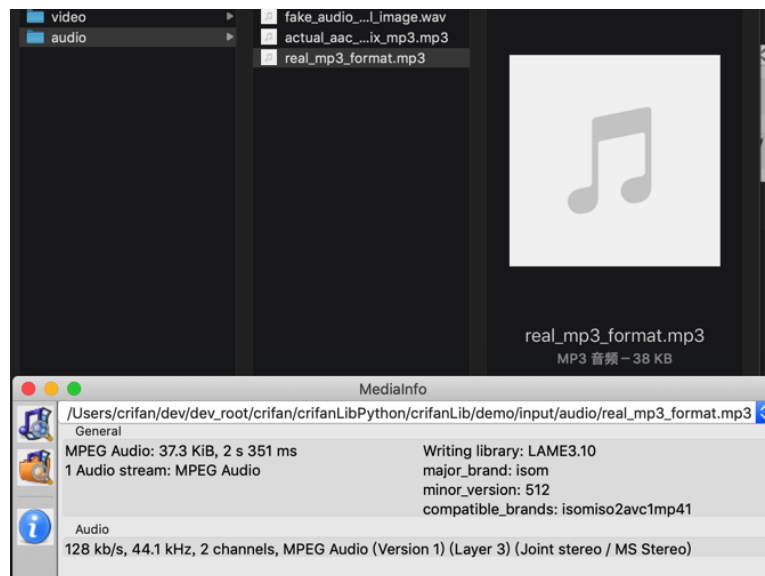 video
audio
fake_audio_...l_image.wav
actual_aac_...ix_mp3.mp3
real_mp3_format.mp3
real_mp3_format.mp3
MP3 音频 – 38 KB
MediaInfo
/Users/crifan/dev/dev_root/crifan/crifanLibPython/crifanLib/demo/input/audio/real_mp3_format.mp3
General
MPEG Audio: 37.3 KiB, 2 s 351 ms
1 Audio stream: MPEG Audio
Writing library: LAME3.10
major_brand: isom
minor_version: 512
compatible_brands: isomiso2avc1mp41
Audio
128 kb/s, 44.1 kHz, 2 channels, MPEG Audio (Version 1) (Layer 3) (Joint stereo / MS Stereo)